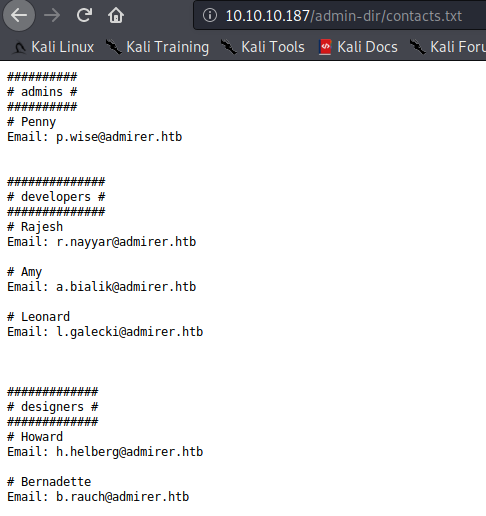 10.10.10.187/admin-dir/contacts.txt
Kali Linux Kali Training Kali Tools Kali Docs Kali Foru
##########
# admins #
##########
# Penny
Email: p.wise@admirer.htb
##############
# developers #
##############
# Rajesh
Email: r.nayyar@admirer.htb
# Amy
Email: a.bialik@admirer.htb
# Leonard
Email: l.galecki@admirer.htb
#############
# designers #
#############
# Howard
Email: h.helberg@admirer.htb
# Bernadette
Email: b.rauch@admirer.htb